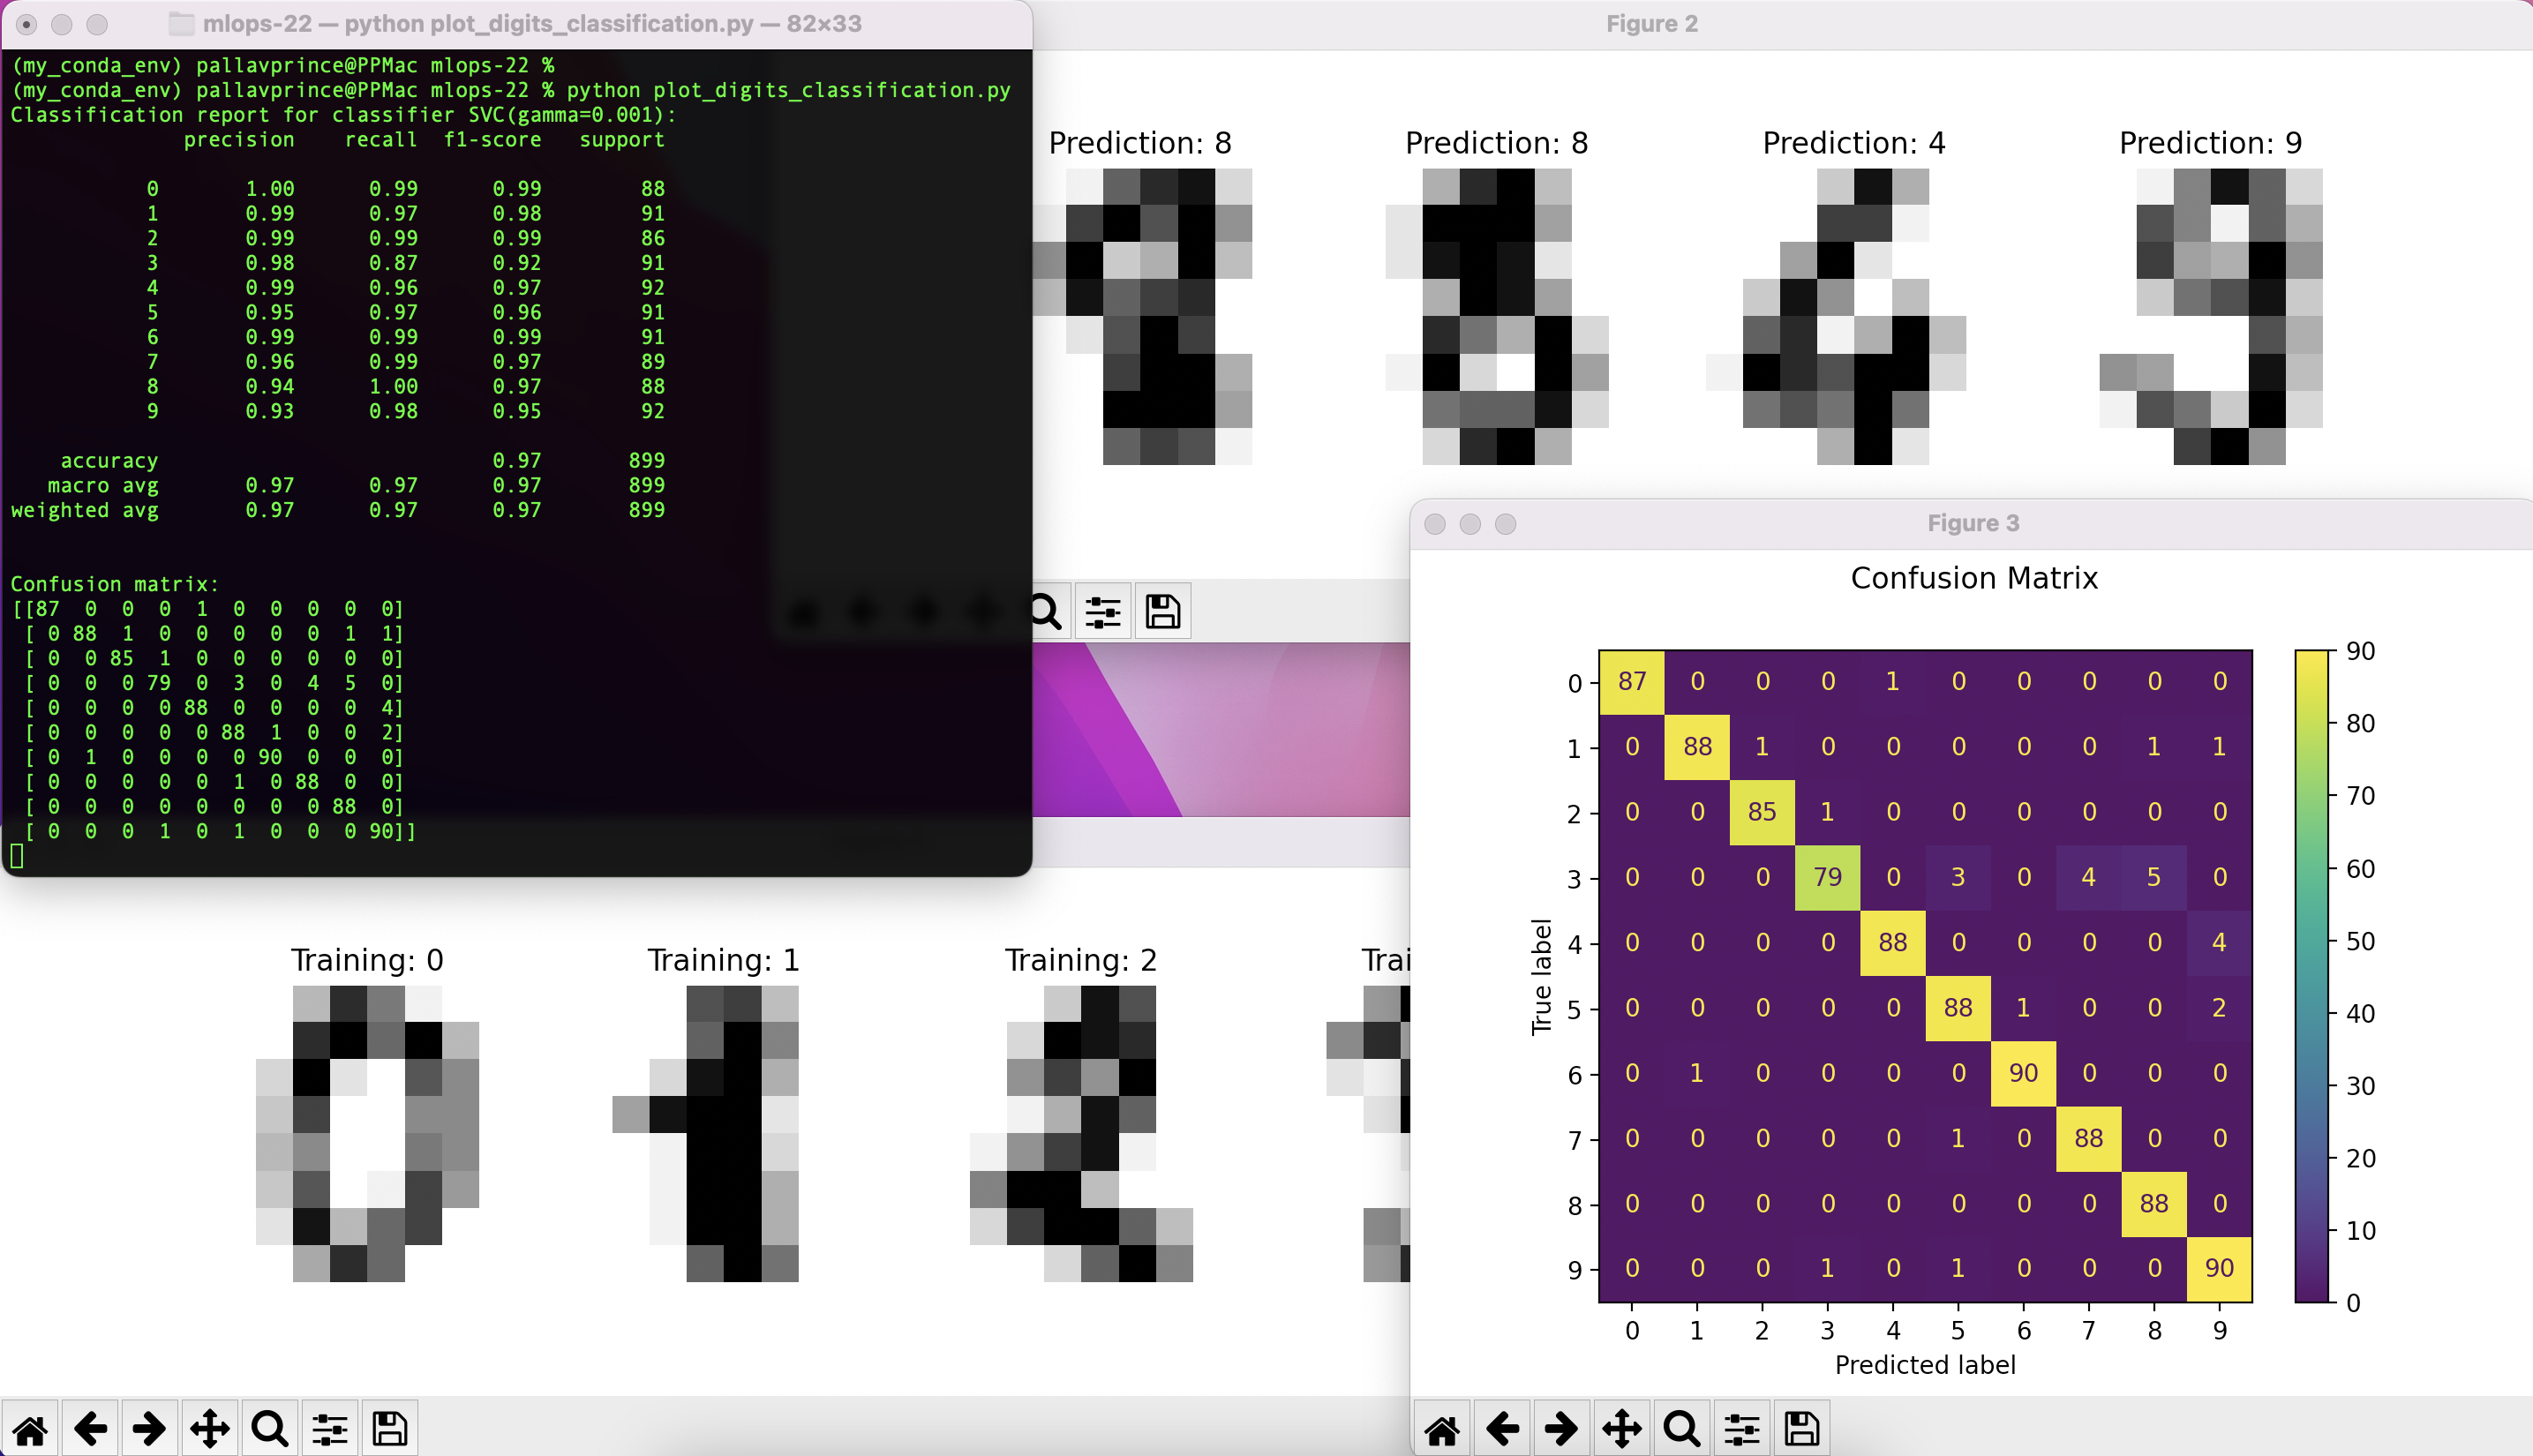 mlops-22 — python plot_digits_classification.py — 82×33
(my_conda_env) pallavprince@PPMac mlops-22 %
(my_conda_env) pallavprince@PPMac mlops-22 % python plot_digits_classification.py
Classification report for classifier SVC(gamma=0.001):
precision recall f1-score support
0 1.00 0.99 0.99 88
1 0.99 0.97 0.98 91
2 0.99 0.99 0.99 86
3 0.98 0.87 0.92 91
4 0.99 0.96 0.97 92
5 0.95 0.97 0.96 91
6 0.99 0.99 0.99 91
7 0.96 0.99 0.97 89
8 0.94 1.00 0.97 88
9 0.93 0.98 0.95 92
accuracy 0.97 899
macro avg 0.97 0.97 0.97 899
weighted avg 0.97 0.97 0.97 899
Confusion matrix:
[[87 0 0 0 1 0 0 0 0 0]
[ 0 88 1 0 0 0 0 0 1 1]
[ 0 0 85 1 0 0 0 0 0 0]
[ 0 0 0 79 0 3 0 4 5 0]
[ 0 0 0 0 88 0 0 0 0 4]
[ 0 0 0 0 0 88 1 0 0 2]
[ 0 1 0 0 0 0 90 0 0 0]
[ 0 0 0 0 0 1 0 88 0 0]
[ 0 0 0 0 0 0 0 0 88 0]
[ 0 0 0 1 0 1 0 0 0 90]]
Figure 2
Prediction: 8 Prediction: 8 Prediction: 4 Prediction: 9
Training: 0 Training: 1 Training: 2
Figure 3
Confusion Matrix
True label
0 87 0 0 0 1 0 0 0 0 0
1 0 88 1 0 0 0 0 0 1 1
2 0 0 85 1 0 0 0 0 0 0
3 0 0 0 79 0 3 0 4 5 0
4 0 0 0 0 88 0 0 0 0 4
5 0 0 0 0 0 88 1 0 0 2
6 0 1 0 0 0 0 90 0 0 0
7 0 0 0 0 0 1 0 88 0 0
8 0 0 0 0 0 0 0 0 88 0
9 0 0 0 1 0 1 0 0 0 90
0 1 2 3 4 5 6 7 8 9
Predicted label
90
80
70
60
50
40
30
20
10
0